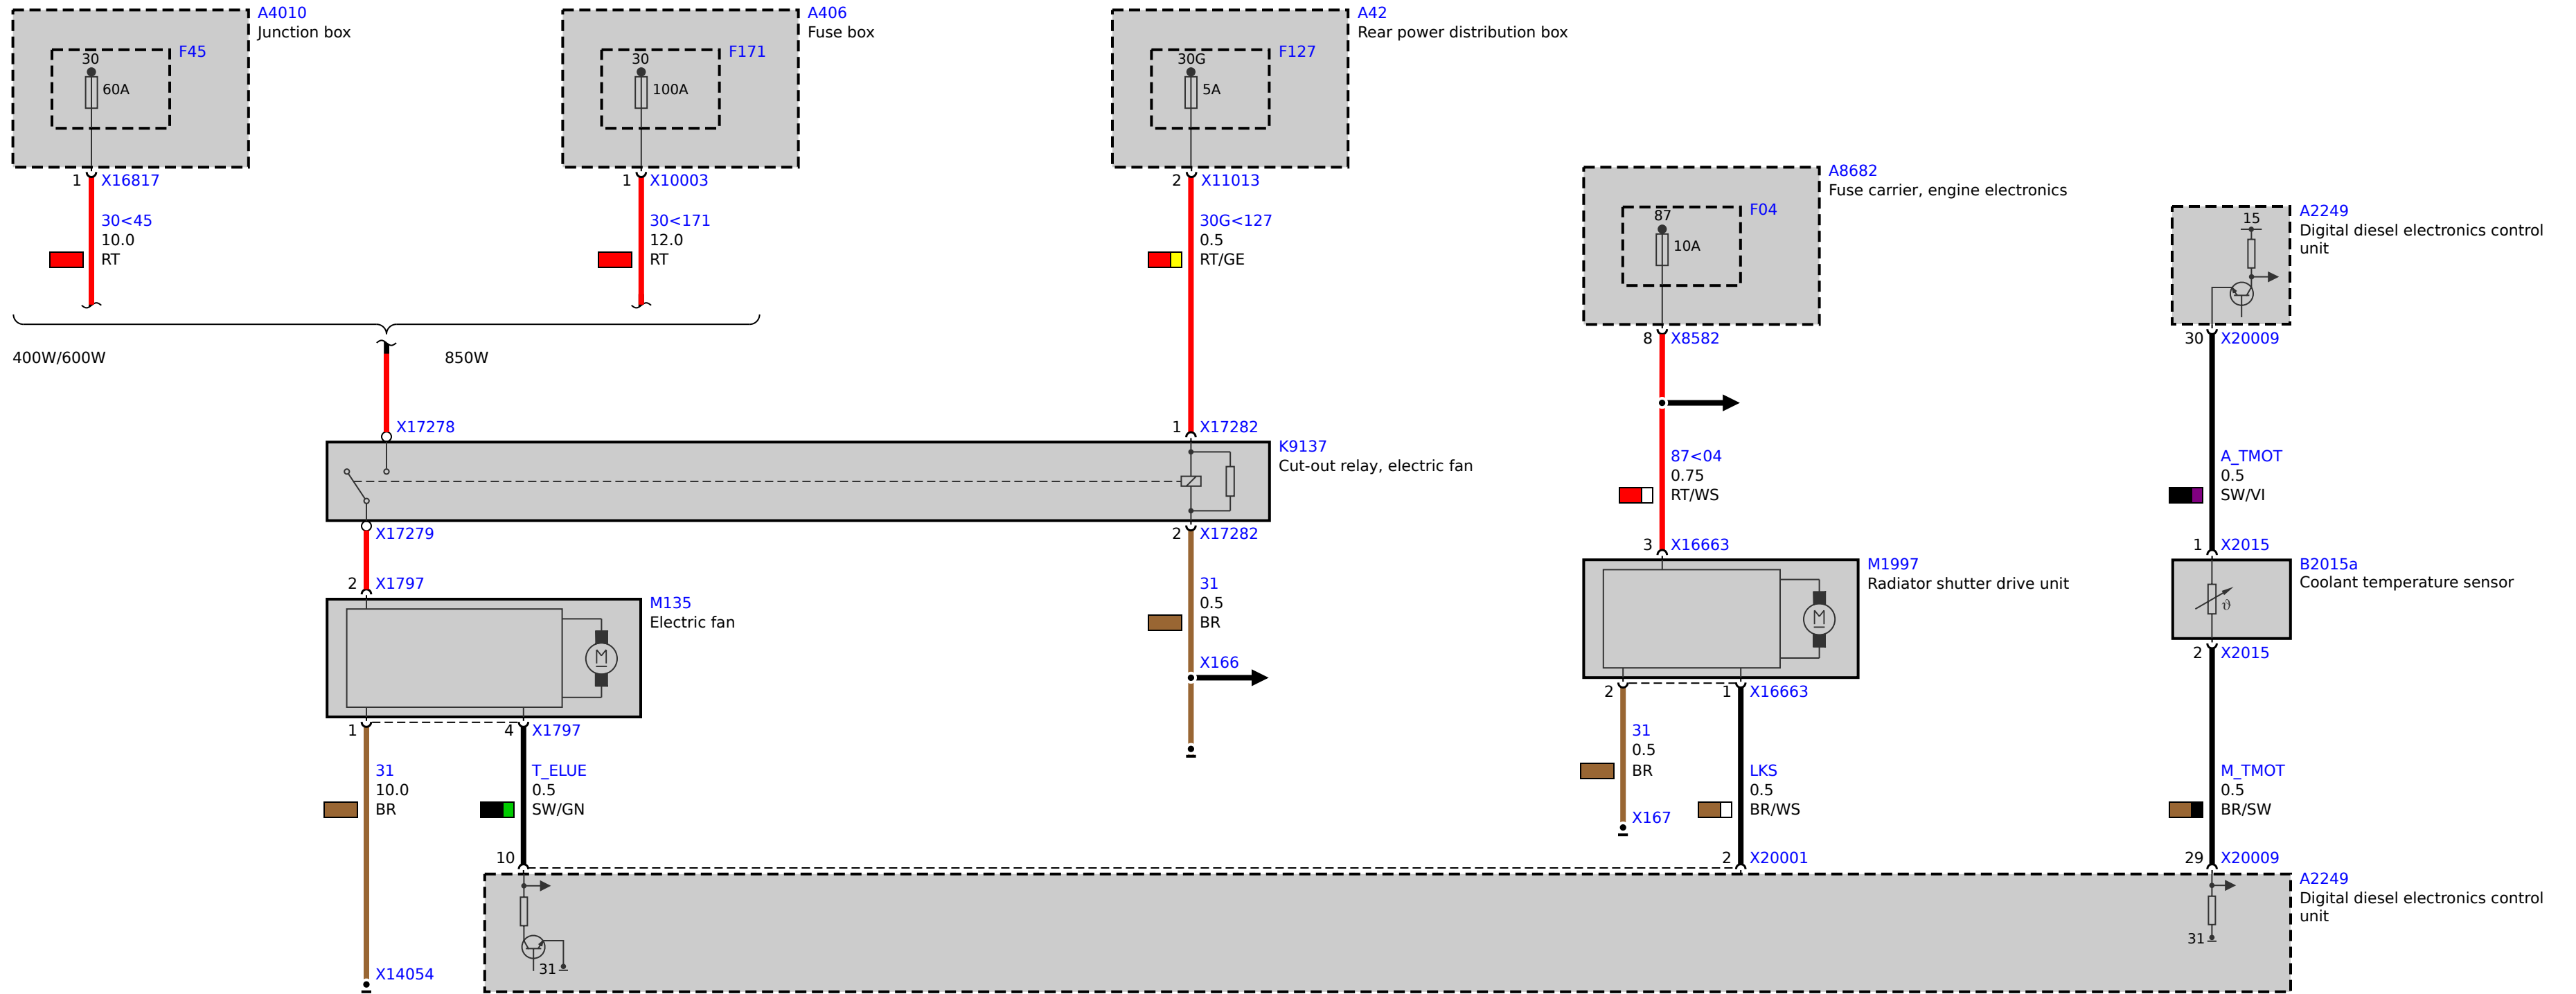 A4010
Junction box
F45
30
60A
1 X16817
30<45
10.0
RT
A406
Fuse box
F171
30
100A
1 X10003
30<171
12.0
RT
400W/600W
850W
A42
Rear power distribution box
F127
30G
5A
2 X11013
30G<127
0.5
RT/GE
A8682
Fuse carrier, engine electronics
F04
87
10A
8 X8582
87<04
0.75
RT/WS
3 X16663
A2249
Digital diesel electronics control
unit
15
30 X20009
A_TMOT
0.5
SW/VI
1 X2015
X17278
1 X17282
K9137
Cut-out relay, electric fan
X17279
2 X17282
2 X1797
M135
Electric fan
M
1
4 X1797
31
10.0
BR
T_ELUE
0.5
SW/GN
31
0.5
BR
X166
M1997
Radiator shutter drive unit
M
2
1 X16663
31
0.5
BR
X167
LKS
0.5
BR/WS
B2015a
Coolant temperature sensor
ϑ
2 X2015
M_TMOT
0.5
BR/SW
10
2 X20001
29 X20009
A2249
Digital diesel electronics control
unit
31
31
X14054